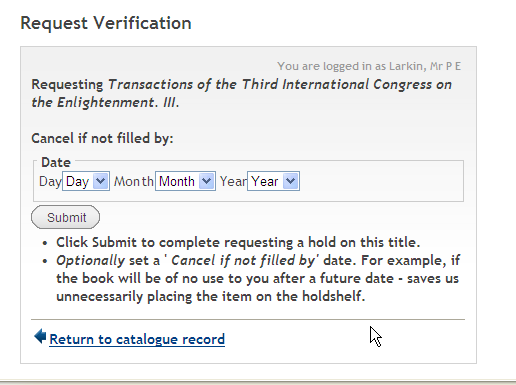 Request Verification
You are logged in as Larkin, Mr P E
Requesting Transactions of the Third International Congress on
the Enlightenment. III.
Cancel if not filled by:
Date
Day Day Month Month Year Year
Submit
• Click Submit to complete requesting a hold on this title.
• Optionally set a ' Cancel if not filled by' date. For example, if
the book will be of no use to you after a future date - saves us
unnecessarily placing the item on the holdshelf.
Return to catalogue record